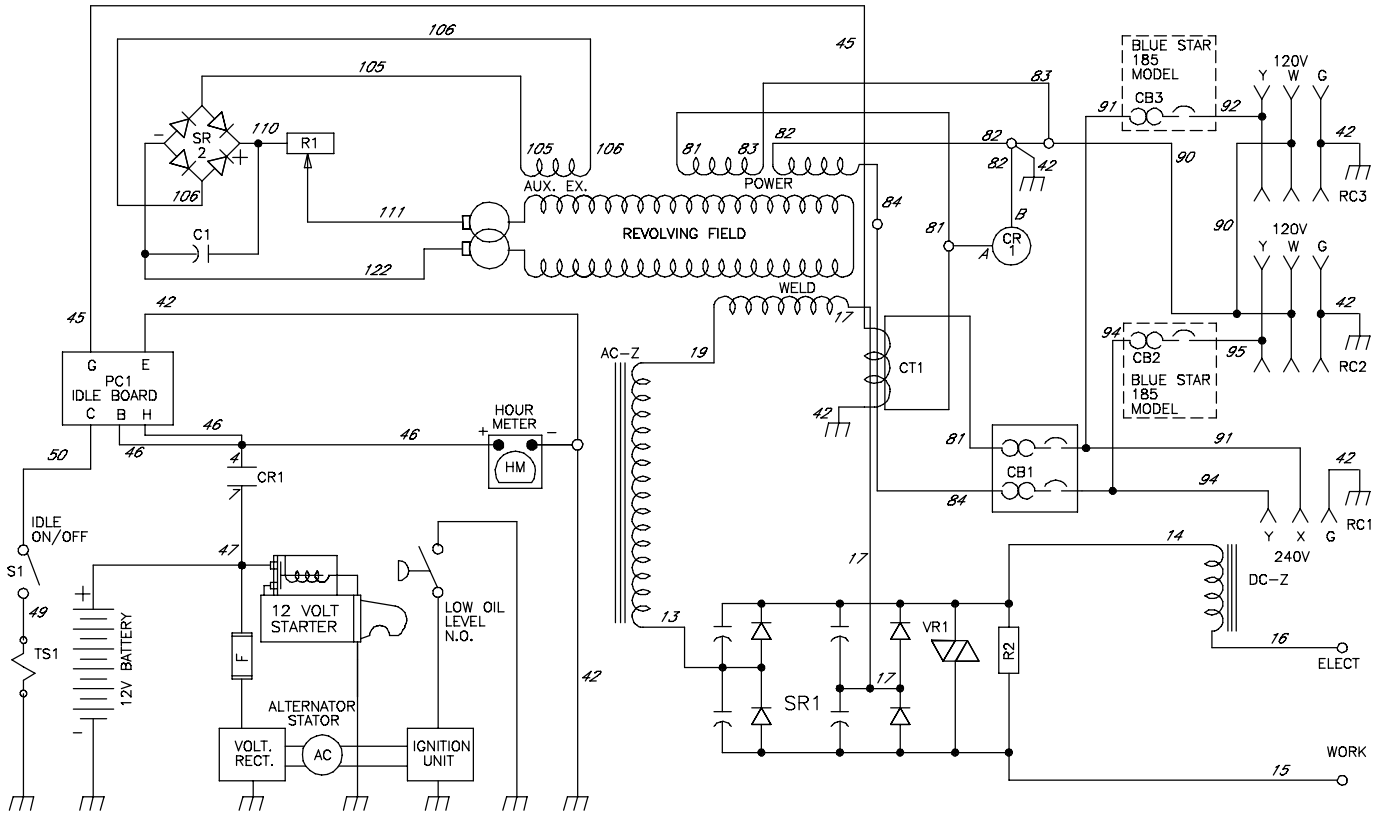 106
45
105
83
BLUE STAR
185
MODEL
CB3
91
92
120V
Y W G
42
RC3
110
R1
SR
2
-
+
106
105
106
AUX. EX.
81
83
82
POWER
82
82
42
90
111
C1
122
REVOLVING FIELD
84
81
B
A
CR
1
90
120V
Y W G
42
RC2
42
45
WELD
17
94
CB2
95
BLUE STAR
185
MODEL
G E
PC1
IDLE BOARD
C B H
AC-Z
19
CT1
42
46
46
46
50
HOUR
METER
+
-
HM
4
CR1
7
81
CB1
84
91
94
42
RC1
Y X G
240V
IDLE
ON/OFF
S1
49
TS1
47
+
12V BATTERY
-
12 VOLT
STARTER
LOW OIL
LEVEL
N.O.
F
ALTERNATOR
STATOR
VOLT.
RECT.
AC
IGNITION
UNIT
42
13
17
17
SR1
VR1
R2
14
DC-Z
16
ELECT
WORK
15